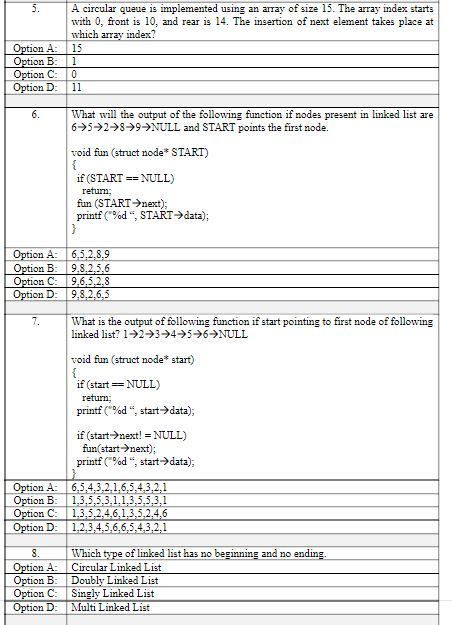 5. A circular queue is implemented using an array of size 15. The array index starts
with 0, front is 10, and rear is 14. The insertion of next element takes place at
which array index?
Option A: 15
Option B: 1
Option C: 0
Option D: 11
6. What will the output of the following function if nodes present in linked list are
6→5→2→8→9→NULL and START points the first node.
void fun (struct node* START)
{
if (START == NULL)
return;
fun (START→next);
printf ("%d “, START→data);
}
Option A: 6,5,2,8,9
Option B: 9,8,2,5,6
Option C: 9,6,5,2,8
Option D: 9,8,2,6,5
7. What is the output of following function if start pointing to first node of following
linked list? 1→2→3→4→5→6→NULL
void fun (struct node* start)
{
if (start == NULL)
return;
printf ("%d “, start→data);
if (start→next! = NULL)
fun(start→next);
printf ("%d “, start→data);
}
Option A: 6,5,4,3,2,1,6,5,4,3,2,1
Option B: 1,3,5,5,3,1,1,3,5,5,3,1
Option C: 1,3,5,2,4,6,1,3,5,2,4,6
Option D: 1,2,3,4,5,6,6,5,4,3,2,1
8. Which type of linked list has no beginning and no ending.
Option A: Circular Linked List
Option B: Doubly Linked List
Option C: Singly Linked List
Option D: Multi Linked List